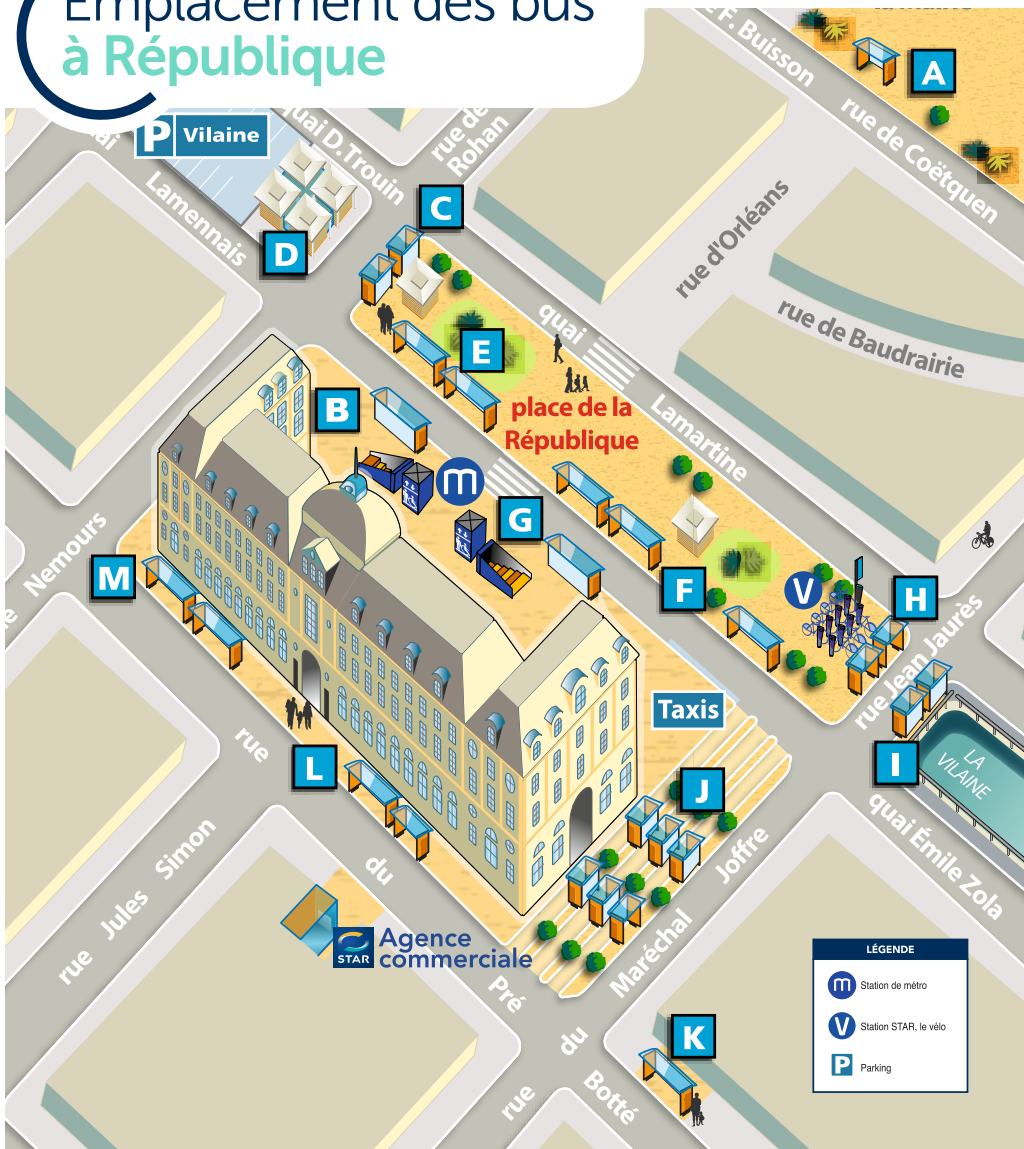 Emplacement des bus
à République
F. Buisson
A
rue de Coëtquen
P Vilaine
quai D. Trouin
rue de
Rohan
Lamennais
C
D
rue d'Orléans
quai
Lamartine
rue de Baudrairie
E
B
place de la
République
m
G
Nemours
M
F
V
H
rue Jean Jaurès
Taxis
I
LA
VILAINE
J
L
rue
du
Pré
Botté
rue
du
rue Jules Simon
Joffre
Maréchal
quai Émile Zola
STAR
Agence
commerciale
K
LÉGENDE
m Station de métro
V Station STAR, le vélo
P Parking